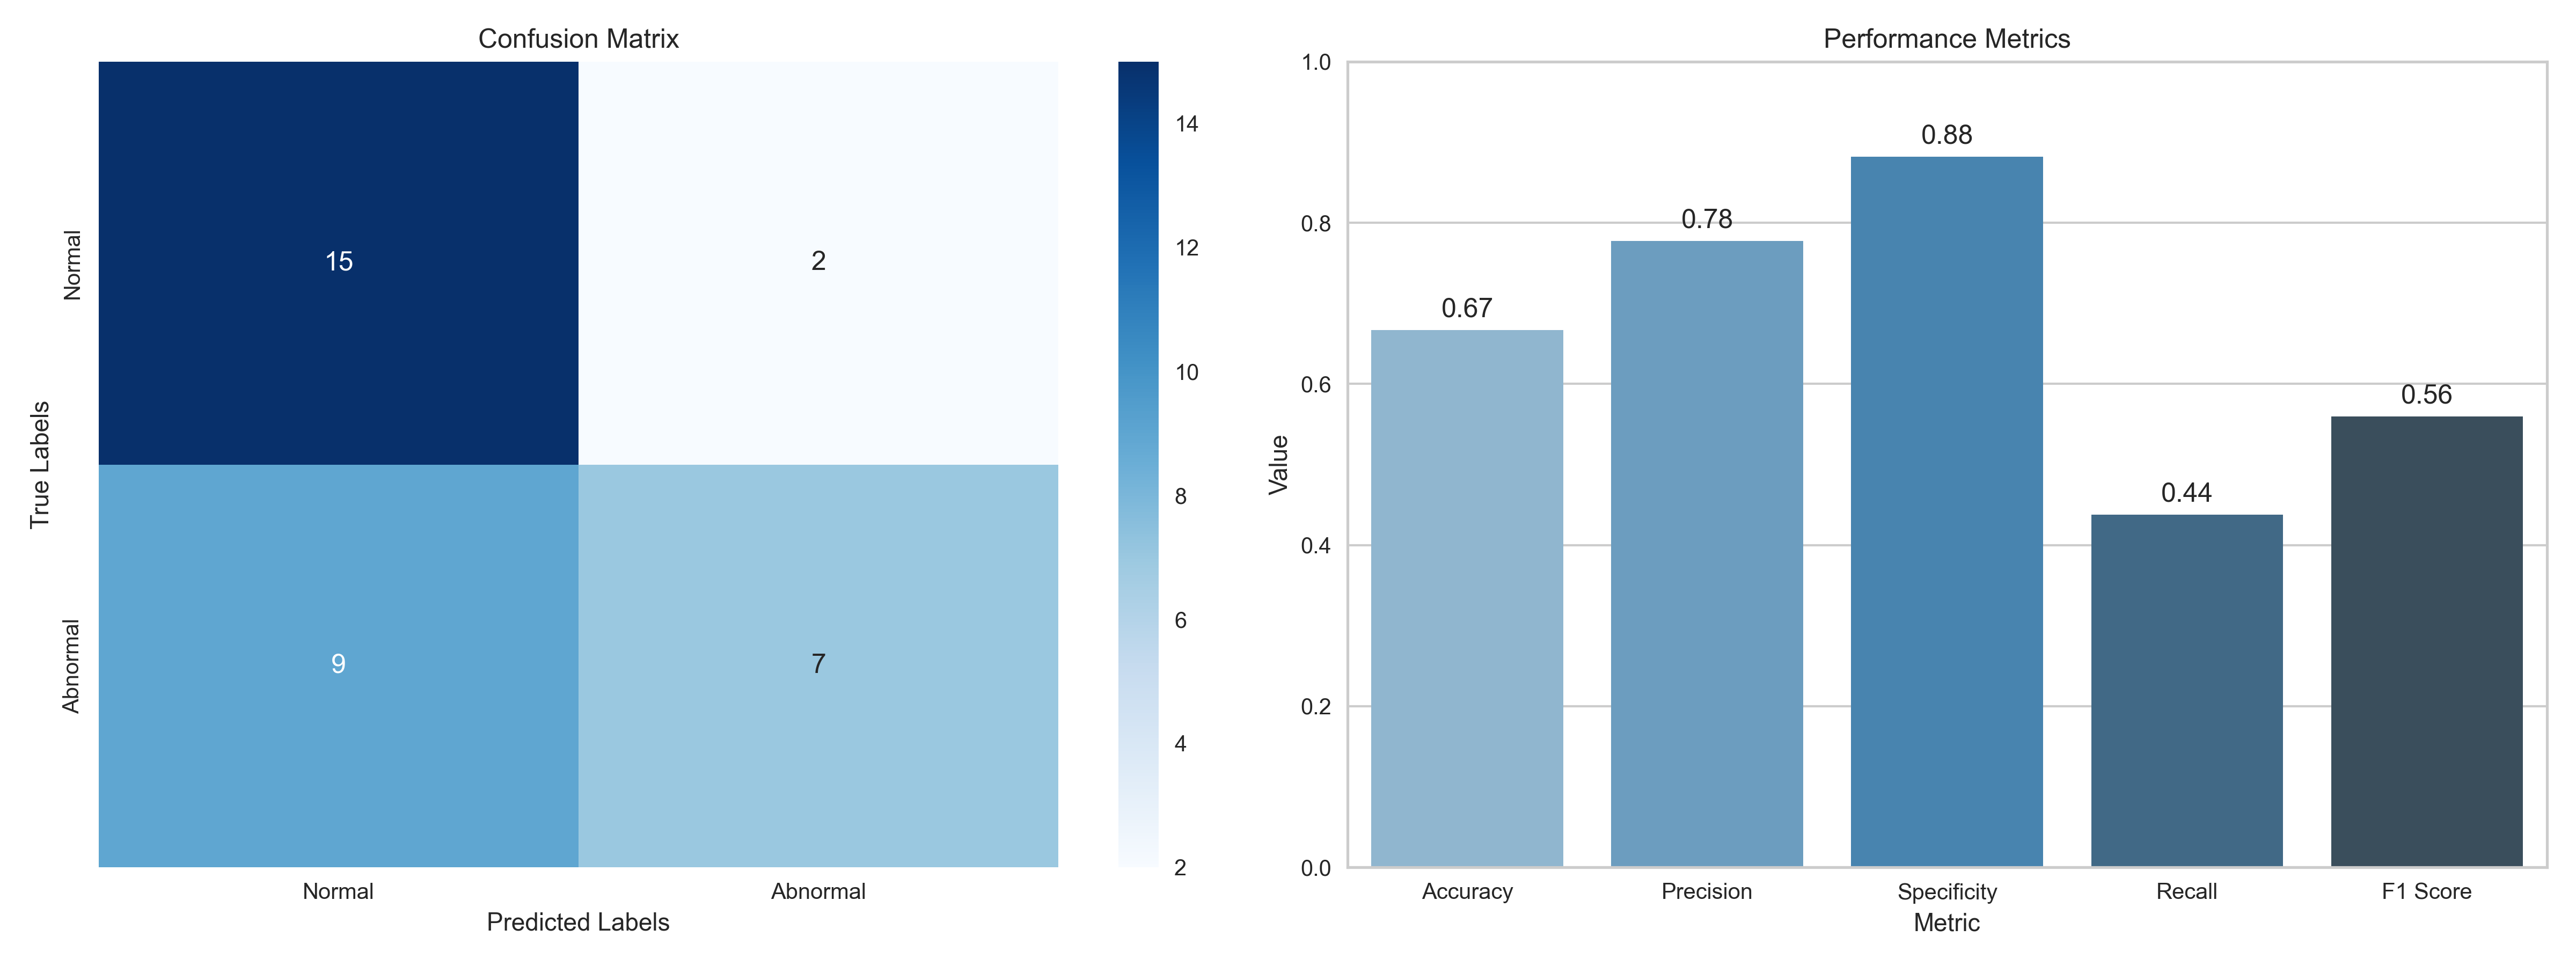 Confusion Matrix
Normal
Abnormal
True Labels
15
2
9
7
Normal
Abnormal
Predicted Labels
14
12
10
8
6
4
2
Performance Metrics
1.0
0.8
0.6
0.4
0.2
0.0
Value
0.67
0.78
0.88
0.44
0.56
Accuracy
Precision
Specificity
Recall
F1 Score
Metric